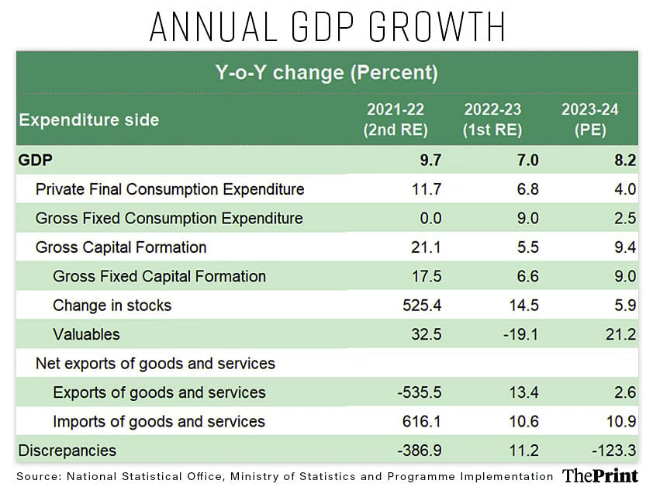 ANNUAL GDP GROWTH
Y-o-Y change (Percent)
Expenditure side 2021-22 (2nd RE) 2022-23 (1st RE) 2023-24 (PE)
GDP 9.7 7.0 8.2
Private Final Consumption Expenditure 11.7 6.8 4.0
Gross Fixed Consumption Expenditure 0.0 9.0 2.5
Gross Capital Formation 21.1 5.5 9.4
Gross Fixed Capital Formation 17.5 6.6 9.0
Change in stocks 525.4 14.5 5.9
Valuables 32.5 -19.1 21.2
Net exports of goods and services
Exports of goods and services -535.5 13.4 2.6
Imports of goods and services 616.1 10.6 10.9
Discrepancies -386.9 11.2 -123.3
Source: National Statistical Office, Ministry of Statistics and Programme Implementation ThePrint